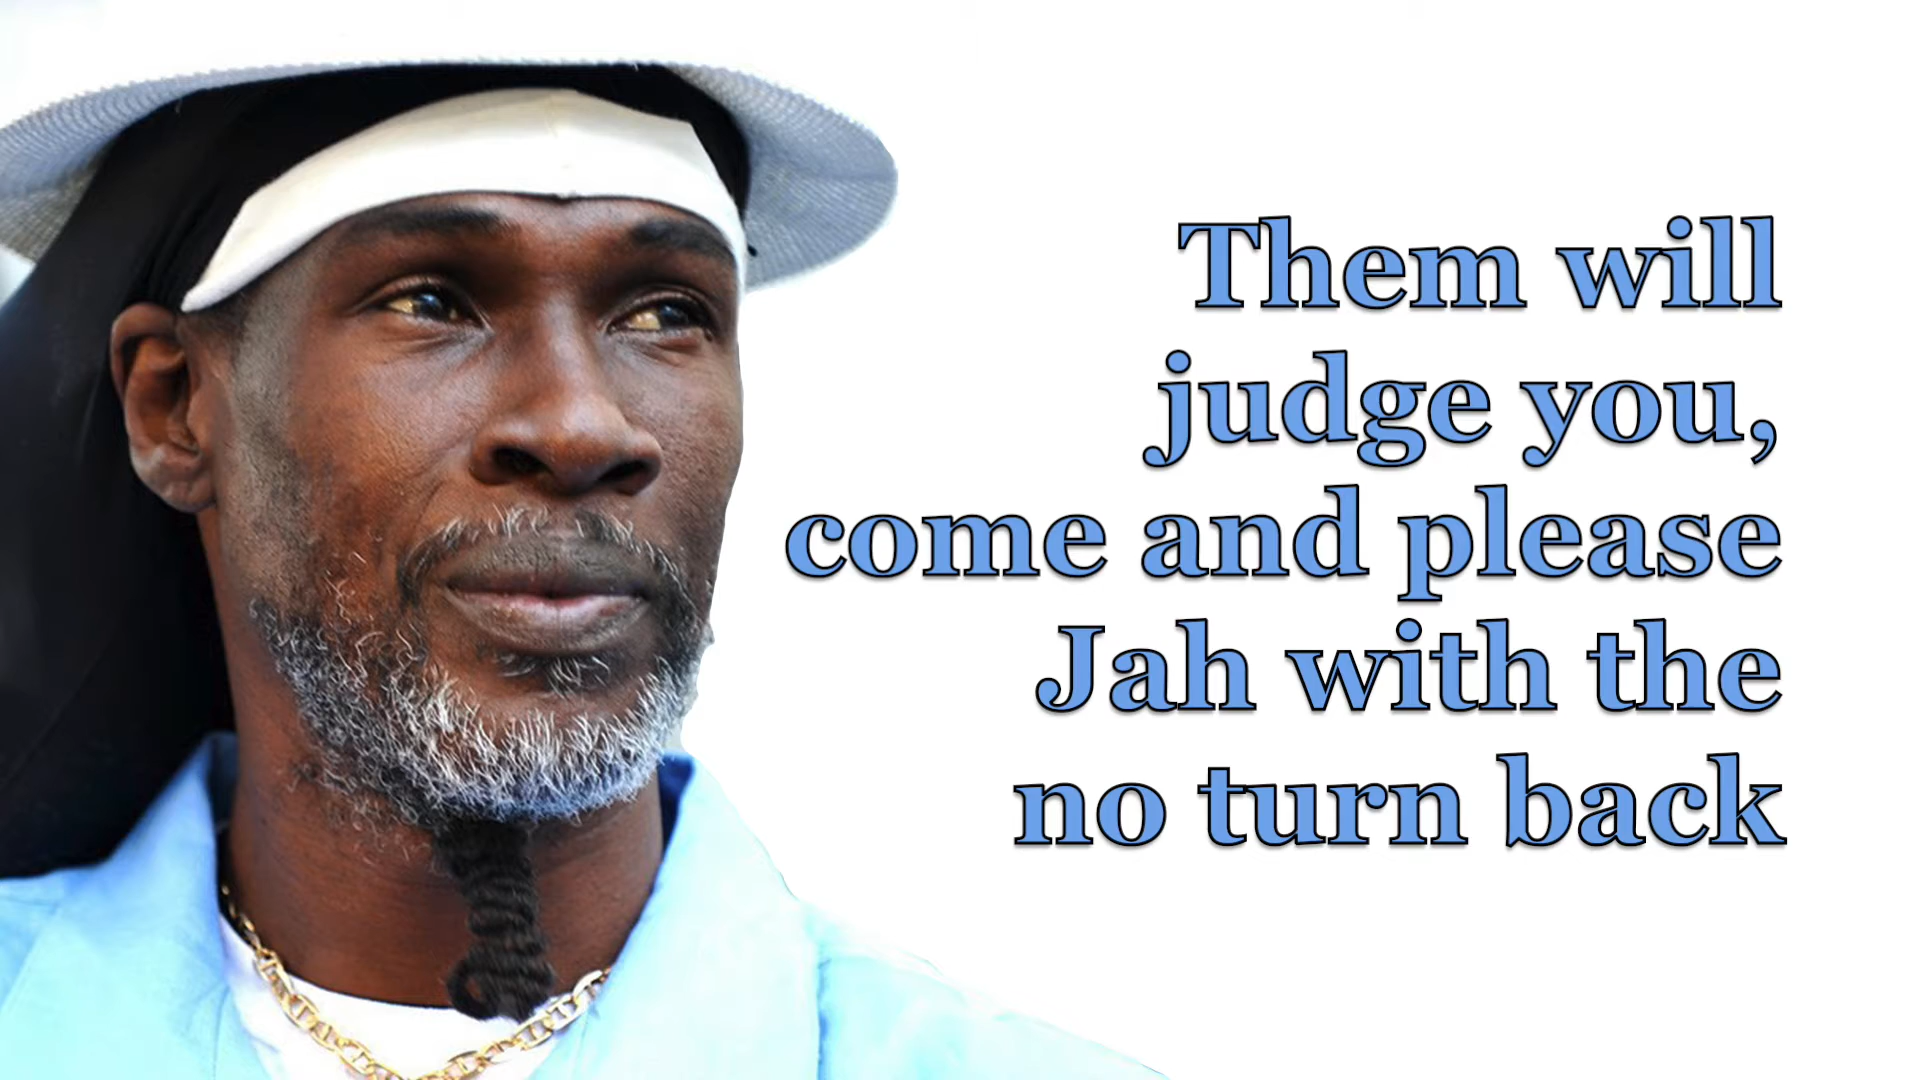 Them will
judge you,
come and please
Jah with the
no turn back